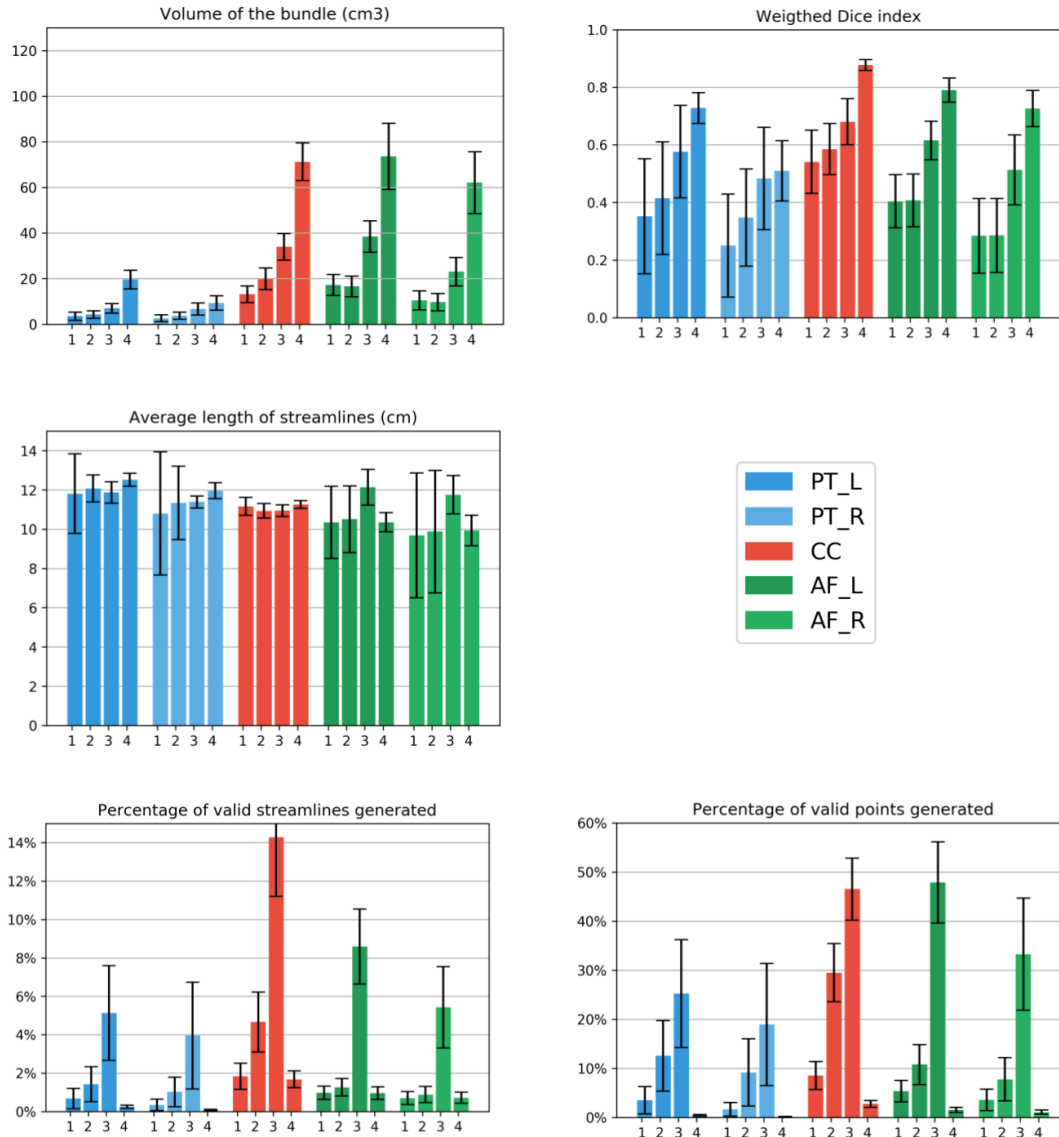 Volume of the bundle (cm3)
120
100
80
60
40
20
0
1 2 3 4 1 2 3 4 1 2 3 4 1 2 3 4 1 2 3 4
Weigthed Dice index
1.0
0.8
0.6
0.4
0.2
0.0
1 2 3 4 1 2 3 4 1 2 3 4 1 2 3 4 1 2 3 4
Average length of streamlines (cm)
14
12
10
8
6
4
2
0
1 2 3 4 1 2 3 4 1 2 3 4 1 2 3 4 1 2 3 4
PT_L
PT_R
CC
AF_L
AF_R
Percentage of valid streamlines generated
14%
12%
10%
8%
6%
4%
2%
0%
1 2 3 4 1 2 3 4 1 2 3 4 1 2 3 4 1 2 3 4
Percentage of valid points generated
60%
50%
40%
30%
20%
10%
0%
1 2 3 4 1 2 3 4 1 2 3 4 1 2 3 4 1 2 3 4